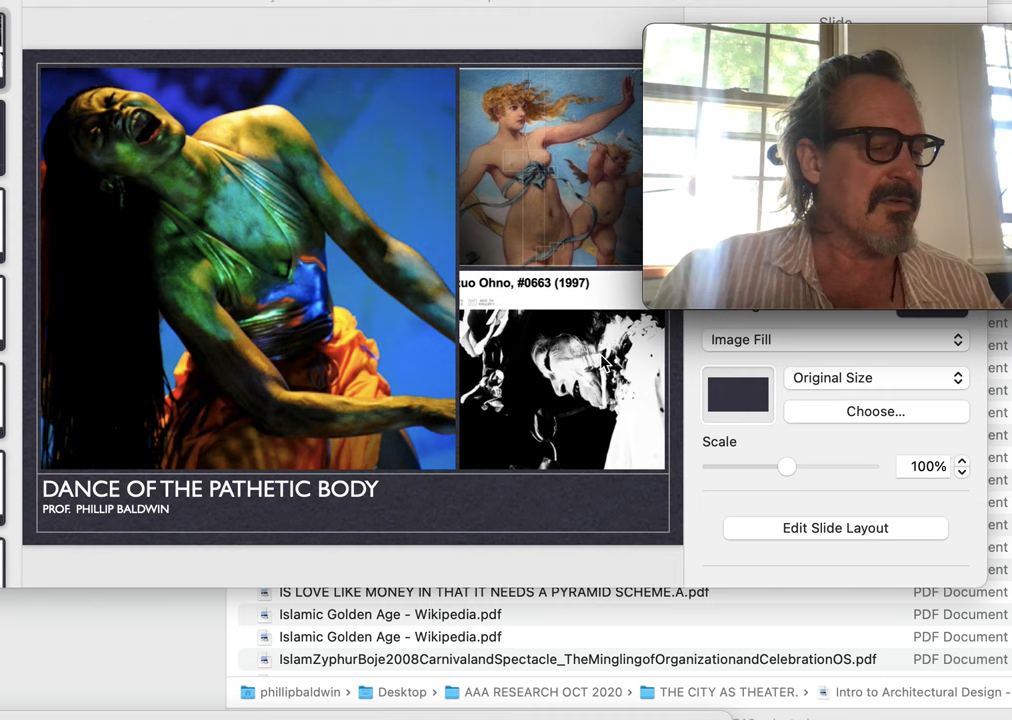 uo Ohno, #0663 (1997)
DANCE OF THE PATHETIC BODY
PROF. PHILLIP BALDWIN
Image Fill
Original Size
Choose...
Scale
100%
Edit Slide Layout
IS LOVE LIKE MONEY IN THAT IT NEEDS A PYRAMID SCHEME.A.pdf PDF Document
Islamic Golden Age - Wikipedia.pdf PDF Document
Islamic Golden Age - Wikipedia.pdf PDF Document
IslamZyphurBoje2008CarnivalandSpectacle_TheMinglingofOrganizationandCelebrationOS.pdf PDF Document
phillipbaldwin › Desktop › AAA RESEARCH OCT 2020 › THE CITY AS THEATER. › Intro to Architectural Design -